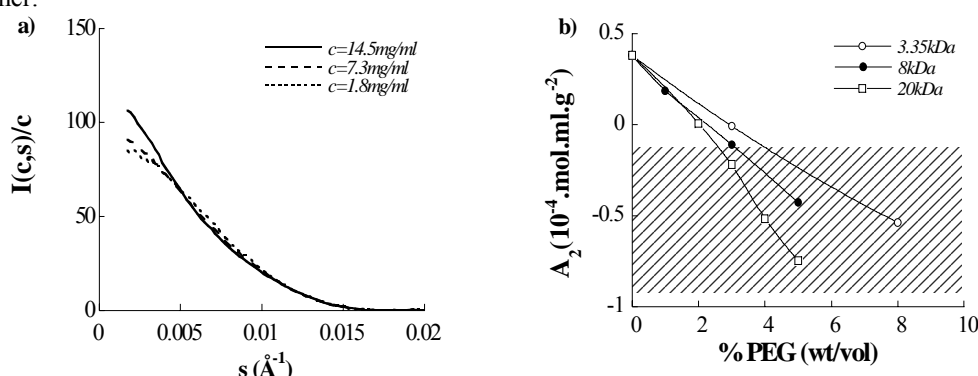 mer.
a)
150
100
50
0
I(c,s)/c
c=14.5mg/ml
c=7.3mg/ml
c=1.8mg/ml
0 0.005 0.01 0.015 0.02
s (Å-1)
b)
0.5
0
-0.5
-1
A2(10-4.mol.ml.g-2)
3.35kDa
8kDa
20kDa
0 2 4 6 8 10
% PEG (wt/vol)